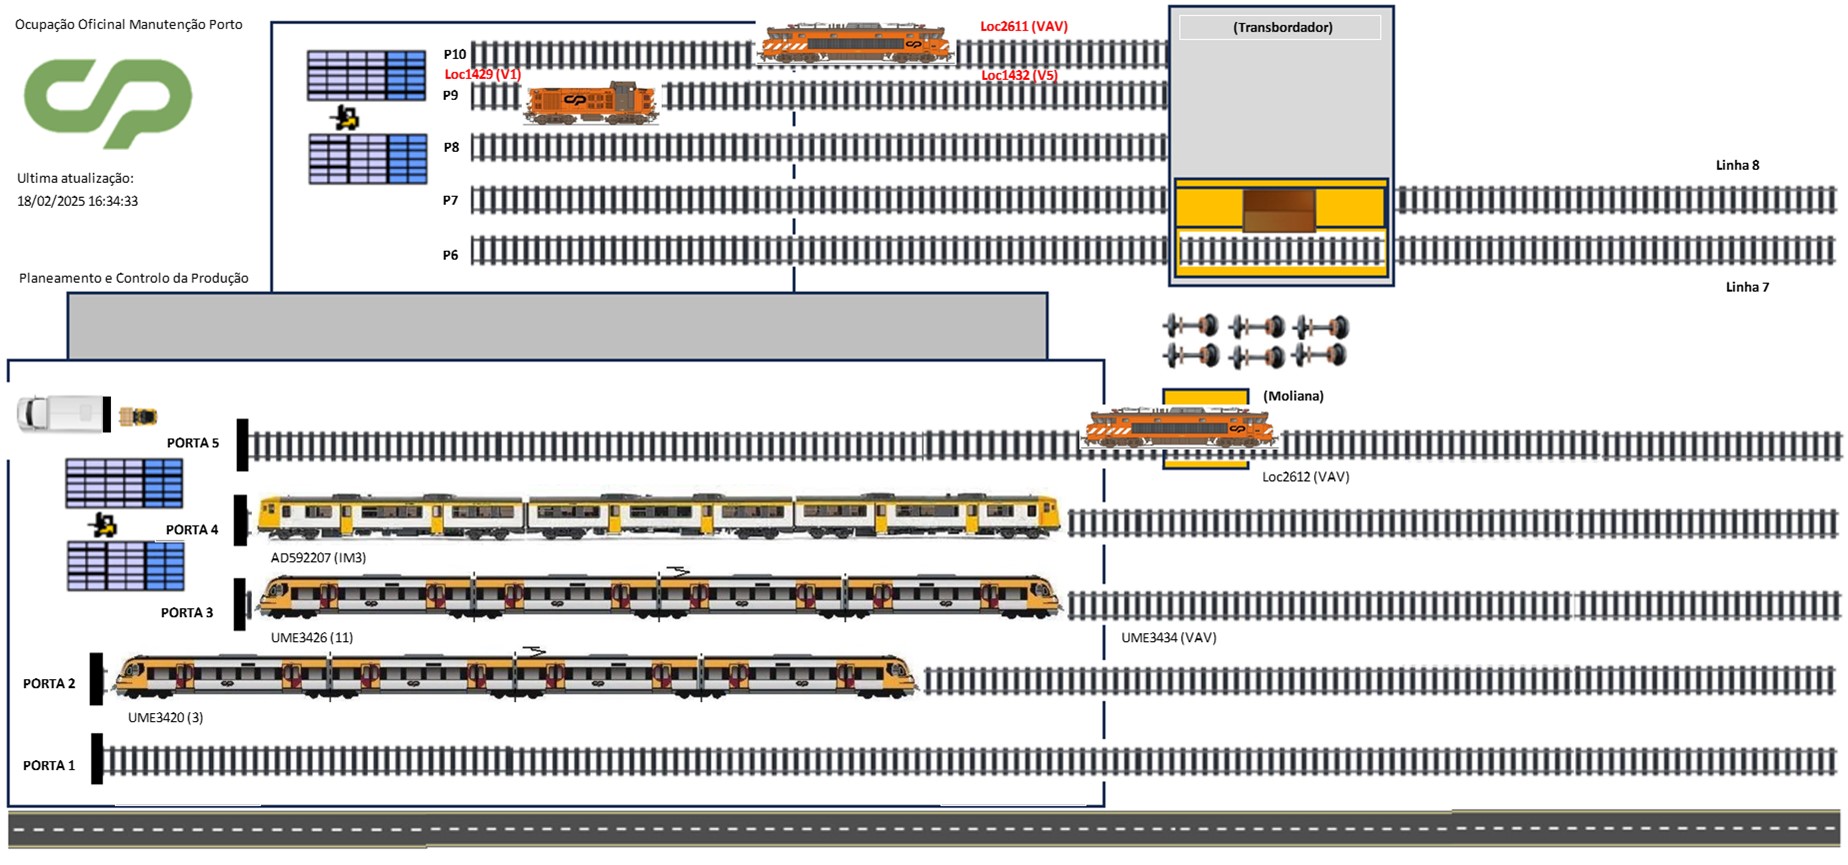 Ocupação Oficinal Manutenção Porto
Loc2611 (VAV)
(Transbordador)
P10
Loc1429 (V1)
Loc1432 (V5)
P9
P8
Linha 8
Ultima atualização:
18/02/2025 16:34:33
P7
P6
Planeamento e Controlo da Produção
Linha 7
(Moliana)
PORTA 5
Loc2612 (VAV)
PORTA 4
AD592207 (IM3)
PORTA 3
UME3426 (11)
UME3434 (VAV)
PORTA 2
UME3420 (3)
PORTA 1